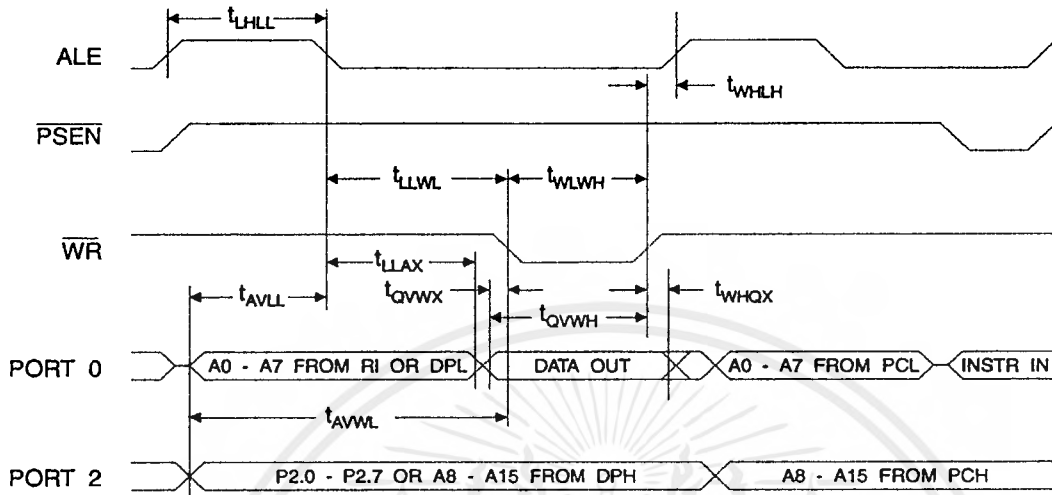 tLHLL
ALE
tWHLH
PSEN
tLLWL
tWLWH
WR
tLLAX
tAVLL
tQVWX
tWHQX
tQVWH
PORT 0
A0 - A7 FROM RI OR DPL
DATA OUT
A0 - A7 FROM PCL
INSTR IN
tAVWL
PORT 2
P2.0 - P2.7 OR A8 - A15 FROM DPH
A8 - A15 FROM PCH